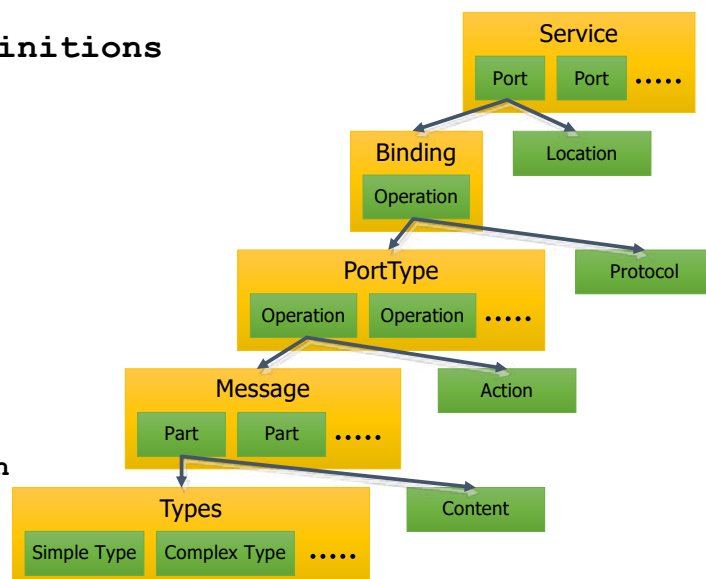 initions
Service
Port Port .....
Binding Location
Operation
PortType Protocol
Operation Operation .....
Message Action
Part Part .....
n
Types Content
Simple Type Complex Type .....